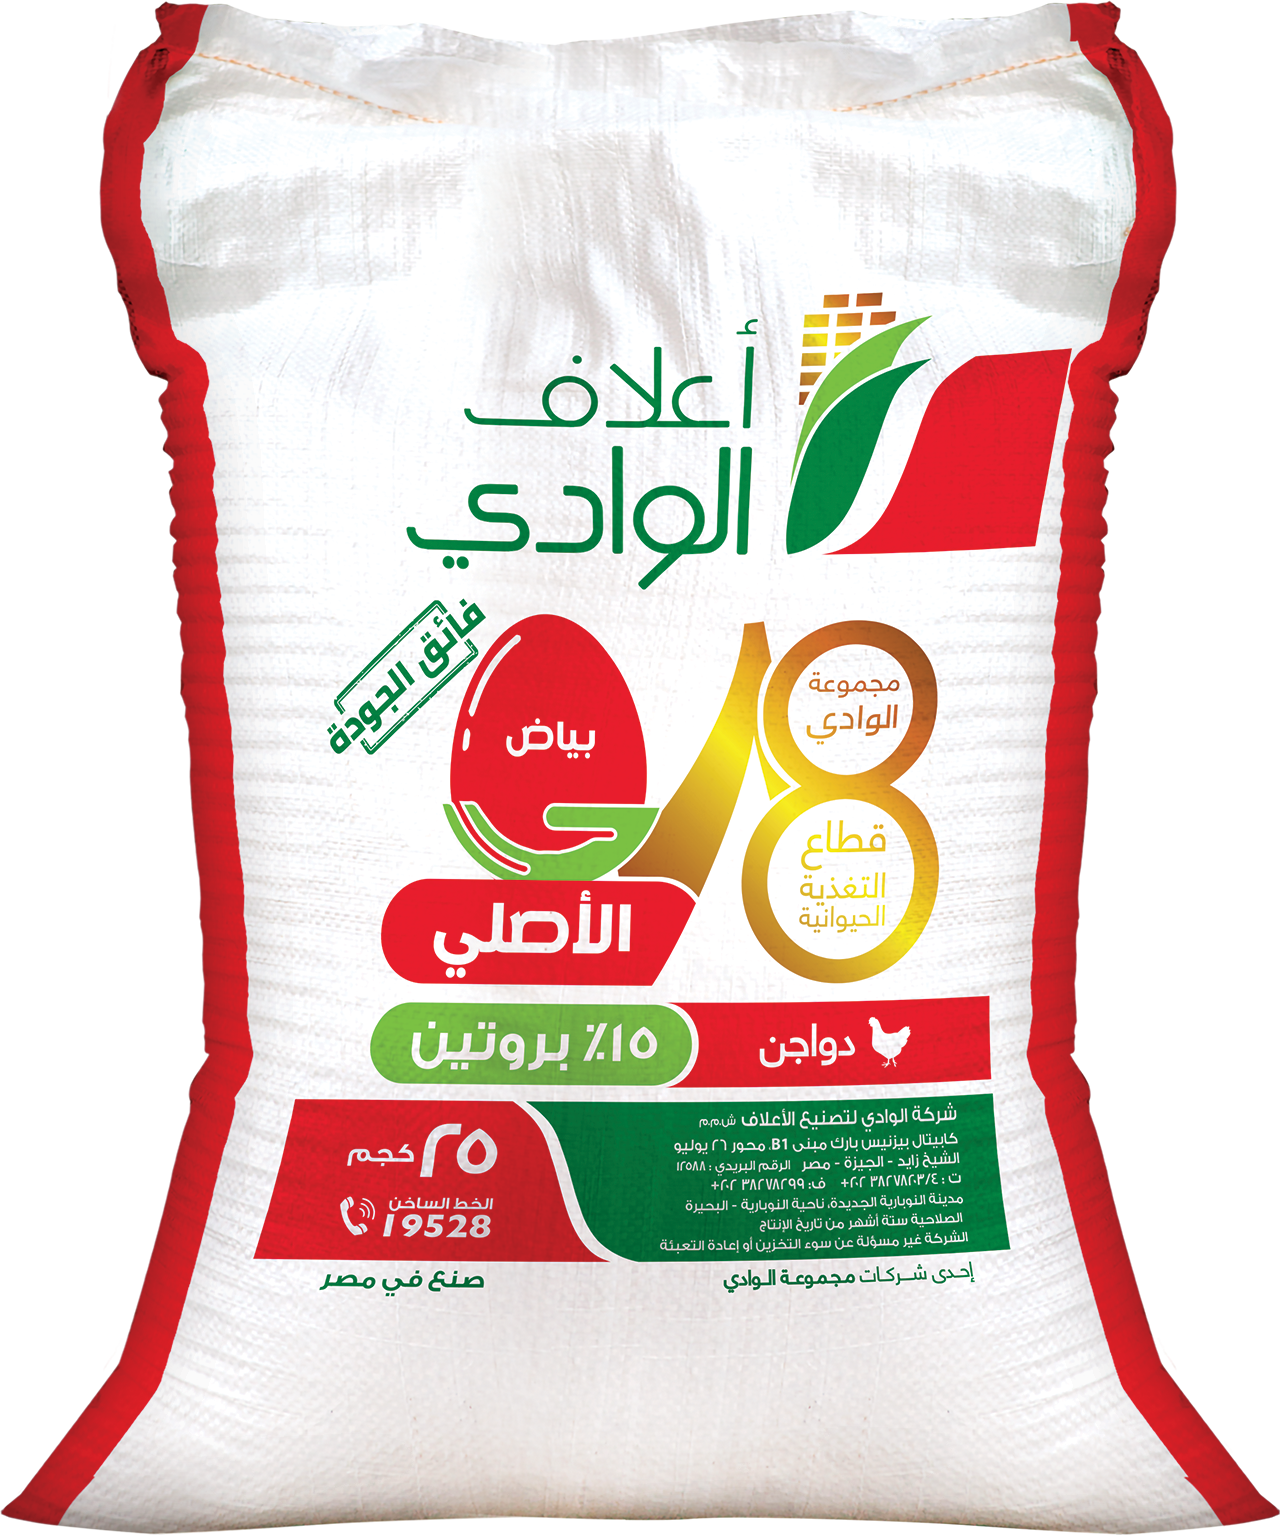 أعلاف
الوادي
فائق الجودة
بياض
مجموعة
الوادي
قطاع
التغذية
الحيوانية
الأصلي
دواجن
١٥٪ بروتين
شركة الوادي لتصنيع الأعلاف ش.م.م
كابيتال بيزنيس بارك مبنى B1، محور ٢٦ يوليو
الشيخ زايد - الجيزة - مصر الرقم البريدي : ١٢٥٨٨
ت : ٣٨٢٧٨٢٠٣/٤ ٢٠٢+ ف: ٣٨٢٧٨٢٩٩ ٢٠٢+
مدينة النوبارية الجديدة، ناحية النوبارية - البحيرة
الصلاحية ستة أشهر من تاريخ الإنتاج
الشركة غير مسؤلة عن سوء التخزين أو إعادة التعبئة
٢٥ كجم
الخط الساخن
19528
إحدى شركات مجموعة الوادي
صنع في مصر